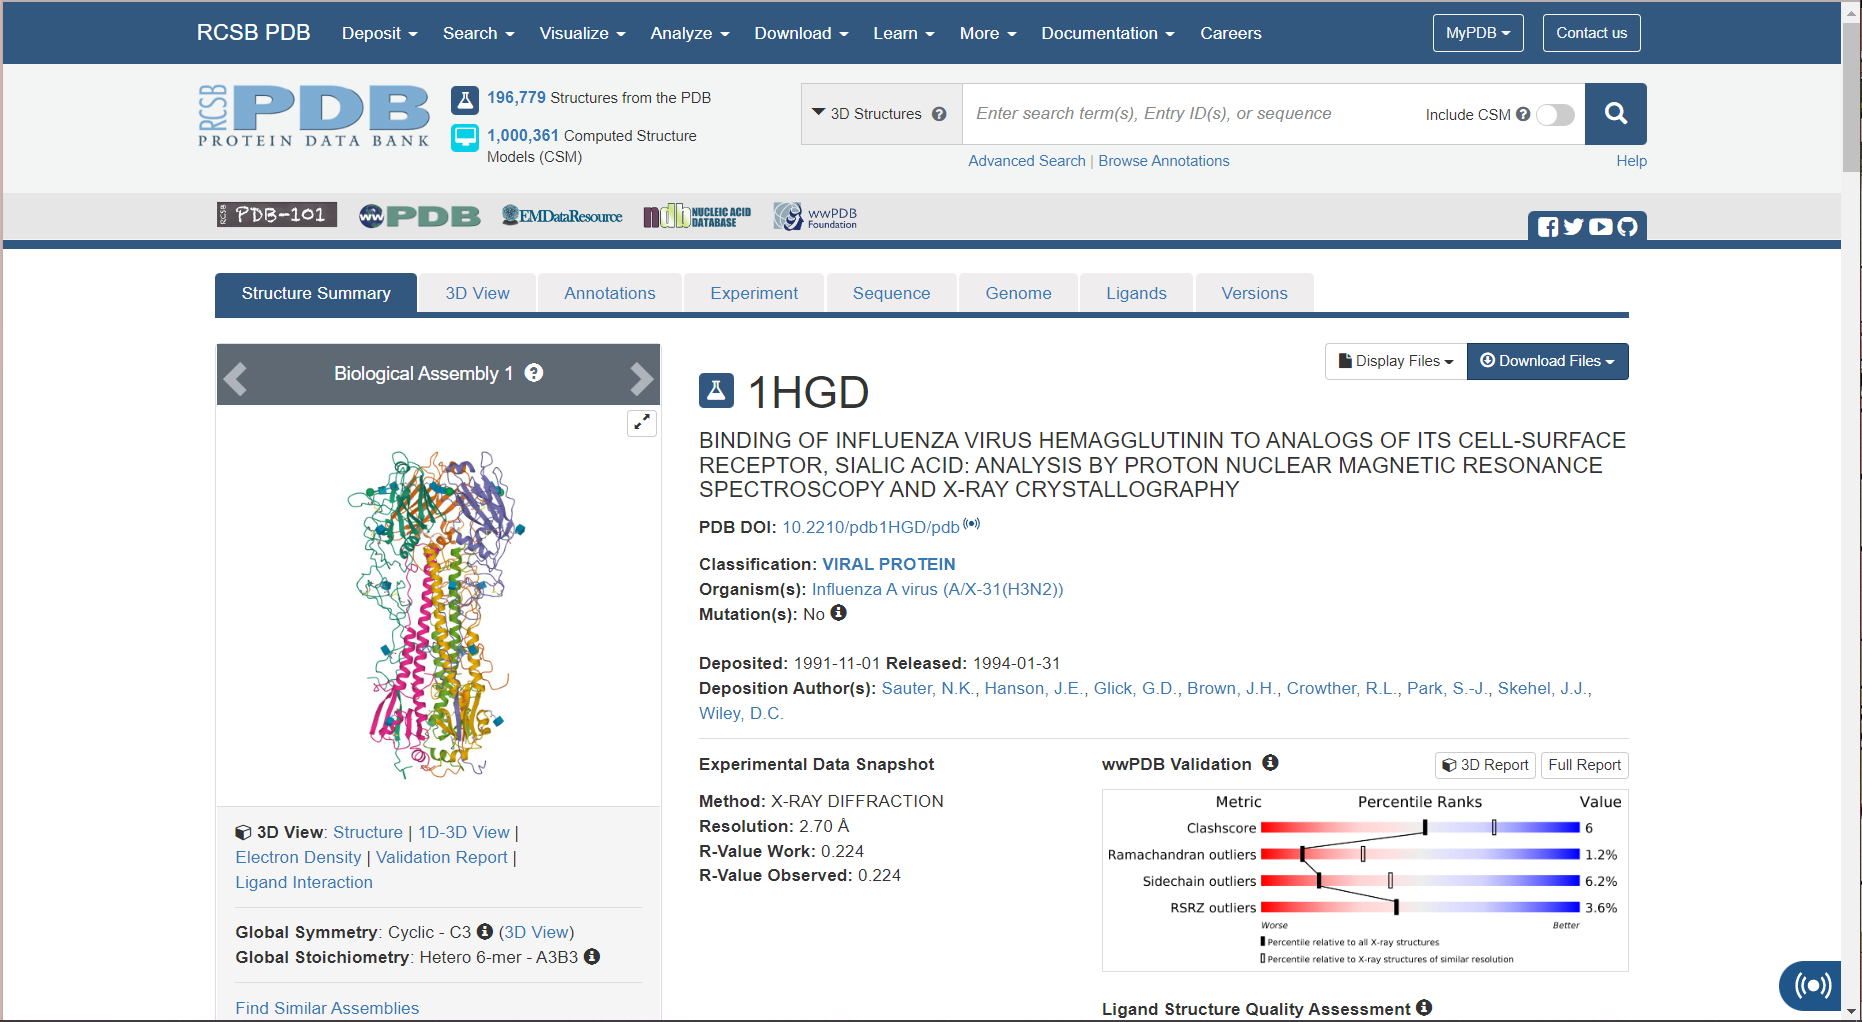 RCSB PDB Deposit Search Visualize Analyze Download Learn More Documentation Careers MyPDB Contact us
RCSB PDB
PROTEIN DATA BANK
196,779 Structures from the PDB
1,000,361 Computed Structure
Models (CSM)
3D Structures ? Enter search term(s), Entry ID(s), or sequence Include CSM ?
Advanced Search | Browse Annotations Help
RCSB PDB-101 wwPDB EMDataResource ndb NUCLEIC ACID DATABASE wwPDB Foundation
Structure Summary 3D View Annotations Experiment Sequence Genome Ligands Versions
Biological Assembly 1 ?
3D View: Structure | 1D-3D View |
Electron Density | Validation Report |
Ligand Interaction
Global Symmetry: Cyclic - C3 (3D View)
Global Stoichiometry: Hetero 6-mer - A3B3
Find Similar Assemblies
Display Files Download Files
1HGD
BINDING OF INFLUENZA VIRUS HEMAGGLUTININ TO ANALOGS OF ITS CELL-SURFACE
RECEPTOR, SIALIC ACID: ANALYSIS BY PROTON NUCLEAR MAGNETIC RESONANCE
SPECTROSCOPY AND X-RAY CRYSTALLOGRAPHY
PDB DOI: 10.2210/pdb1HGD/pdb
Classification: VIRAL PROTEIN
Organism(s): Influenza A virus (A/X-31(H3N2))
Mutation(s): No
Deposited: 1991-11-01 Released: 1994-01-31
Deposition Author(s): Sauter, N.K., Hanson, J.E., Glick, G.D., Brown, J.H., Crowther, R.L., Park, S.-J., Skehel, J.J.,
Wiley, D.C.
Experimental Data Snapshot
Method: X-RAY DIFFRACTION
Resolution: 2.70 Å
R-Value Work: 0.224
R-Value Observed: 0.224
wwPDB Validation 3D Report Full Report
Metric Percentile Ranks Value
Clashscore 6
Ramachandran outliers 1.2%
Sidechain outliers 6.2%
RSRZ outliers 3.6%
Worse Better
Percentile relative to all X-ray structures
Percentile relative to X-ray structures of similar resolution
Ligand Structure Quality Assessment